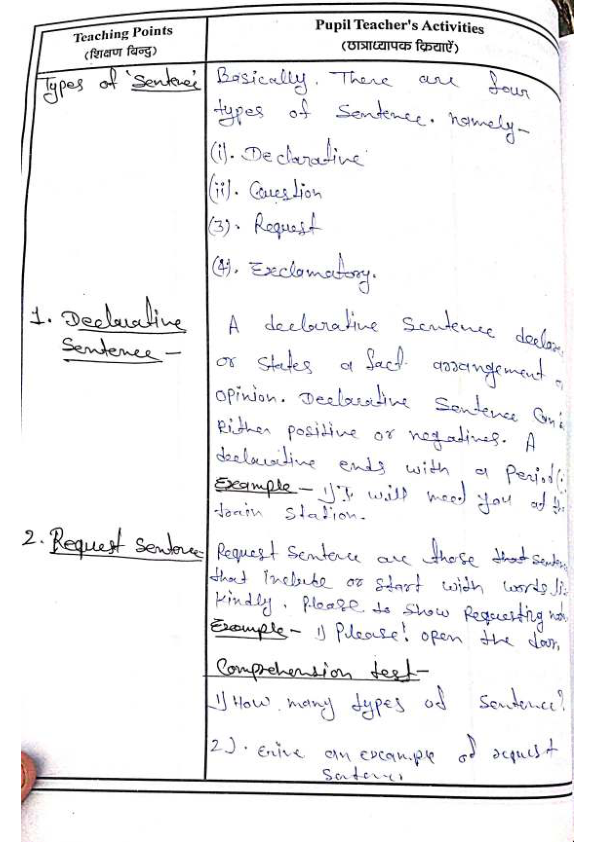 Teaching Points
(शिक्षण बिन्दु)
Pupil Teacher's Activities
(छात्राध्यापक क्रियाएँ)
Types of 'Sentence'
Basically. There are four
types of Sentence. namely-
(i). Declarative
(ii). Question
(3). Request
(4). Exclamatory.
1. Declarative
Sentence -
A declarative Sentence declare
or states a fact arrangement
opinion. Declarative Sentence
Either positive or negatives. A
declarative ends with a Period(.
Example - 1) I will meed you at the
train station.
2. Request Sentence
Request Sentence are those that Senten
that Include or start with words li
kindly. Please to show Requesting
Example - 1) Please! open the door,
Comprehension test-
1) How many types of Sentence?
2). Give an example of request
Sentence